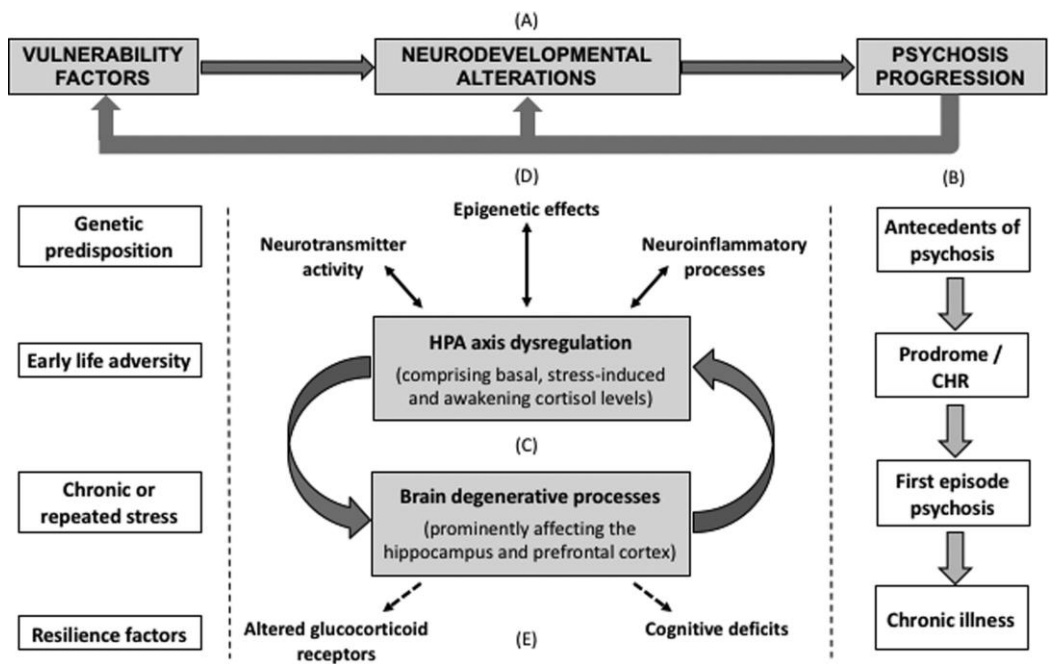 (A)
VULNERABILITY
FACTORS
NEURODEVELOPMENTAL
ALTERATIONS
PSYCHOSIS
PROGRESSION
(D)
(B)
Genetic
predisposition
Early life adversity
Chronic or
repeated stress
Resilience factors
Epigenetic effects
Neurotransmitter
activity
Neuroinflammatory
processes
HPA axis dysregulation
(comprising basal, stress-induced
and awakening cortisol levels)
(C)
Brain degenerative processes
(prominently affecting the
hippocampus and prefrontal cortex)
Altered glucocorticoid
receptors
(E)
Cognitive deficits
Antecedents of
psychosis
Prodrome /
CHR
First episode
psychosis
Chronic illness